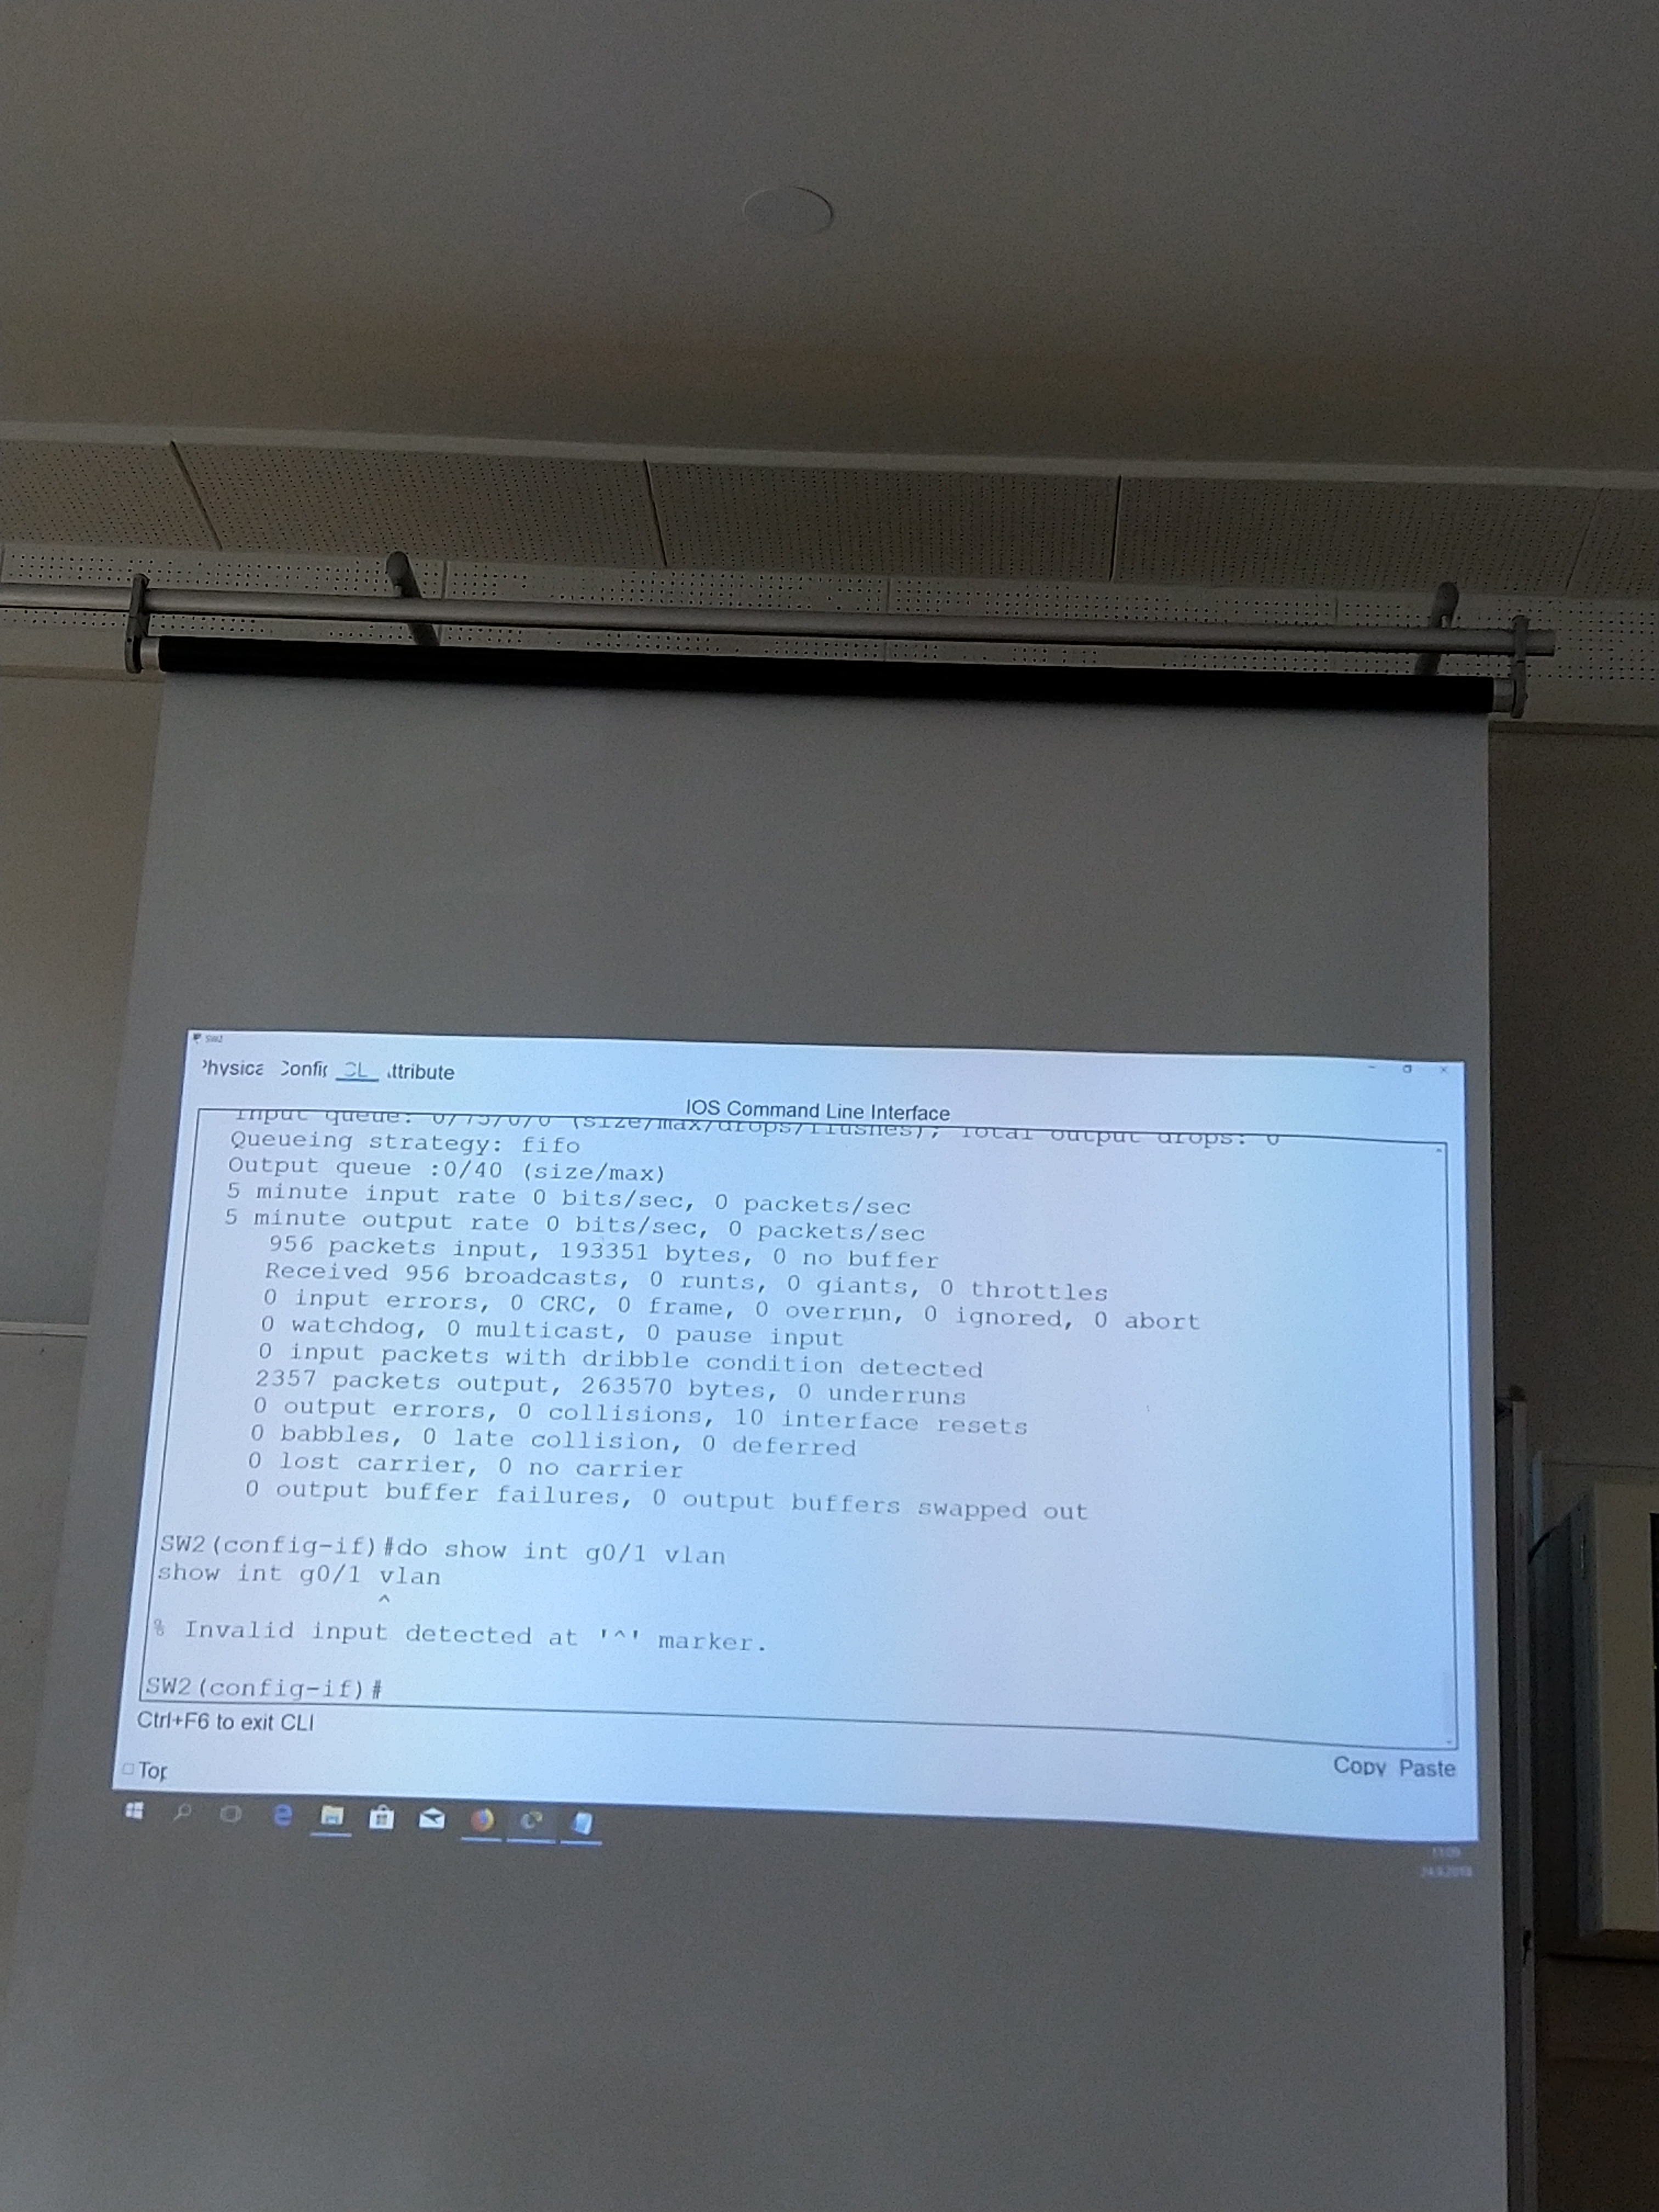 SW2
Physica Config CL Attribute
IOS Command Line Interface
Input queue: 0/75/0/0 (size/max/drops/flushes); Total output drops: 0
Queueing strategy: fifo
Output queue :0/40 (size/max)
5 minute input rate 0 bits/sec, 0 packets/sec
5 minute output rate 0 bits/sec, 0 packets/sec
956 packets input, 193351 bytes, 0 no buffer
Received 956 broadcasts, 0 runts, 0 giants, 0 throttles
0 input errors, 0 CRC, 0 frame, 0 overrun, 0 ignored, 0 abort
0 watchdog, 0 multicast, 0 pause input
0 input packets with dribble condition detected
2357 packets output, 263570 bytes, 0 underruns
0 output errors, 0 collisions, 10 interface resets
0 babbles, 0 late collision, 0 deferred
0 lost carrier, 0 no carrier
0 output buffer failures, 0 output buffers swapped out
SW2(config-if)#do show int g0/1 vlan
show int g0/1 vlan
^
% Invalid input detected at '^' marker.
SW2(config-if)#
Ctrl+F6 to exit CLI
Copy Paste
Top